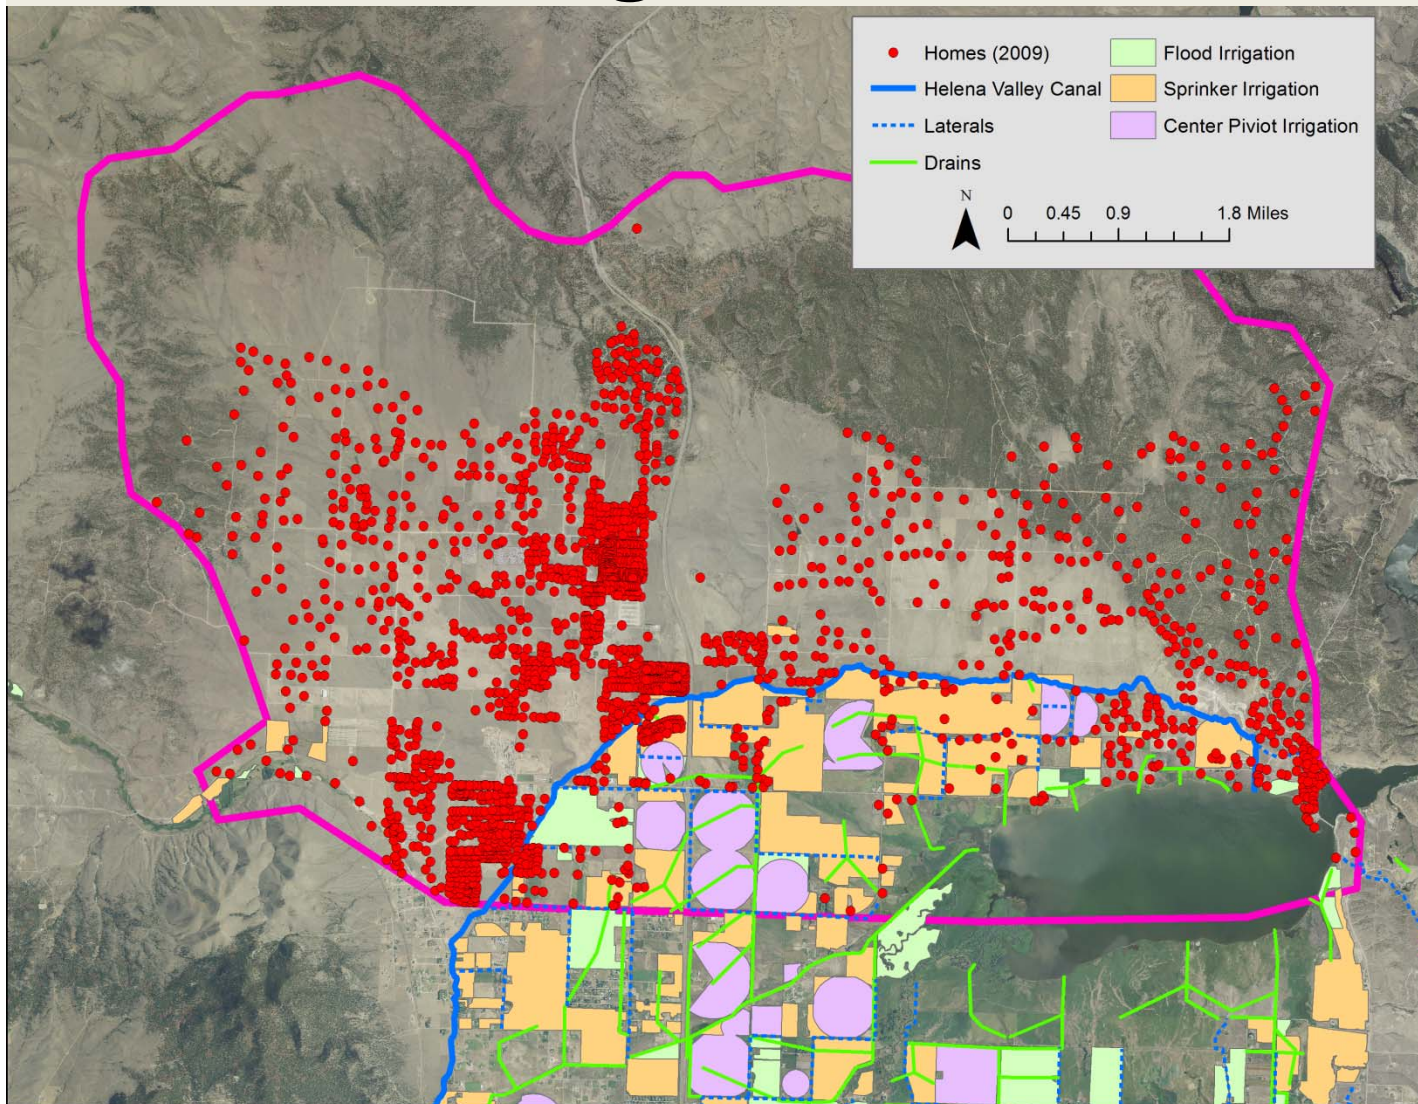 Homes (2009)
Helena Valley Canal
Laterals
Drains
Flood Irrigation
Sprinker Irrigation
Center Piviot Irrigation
N
0 0.45 0.9 1.8 Miles